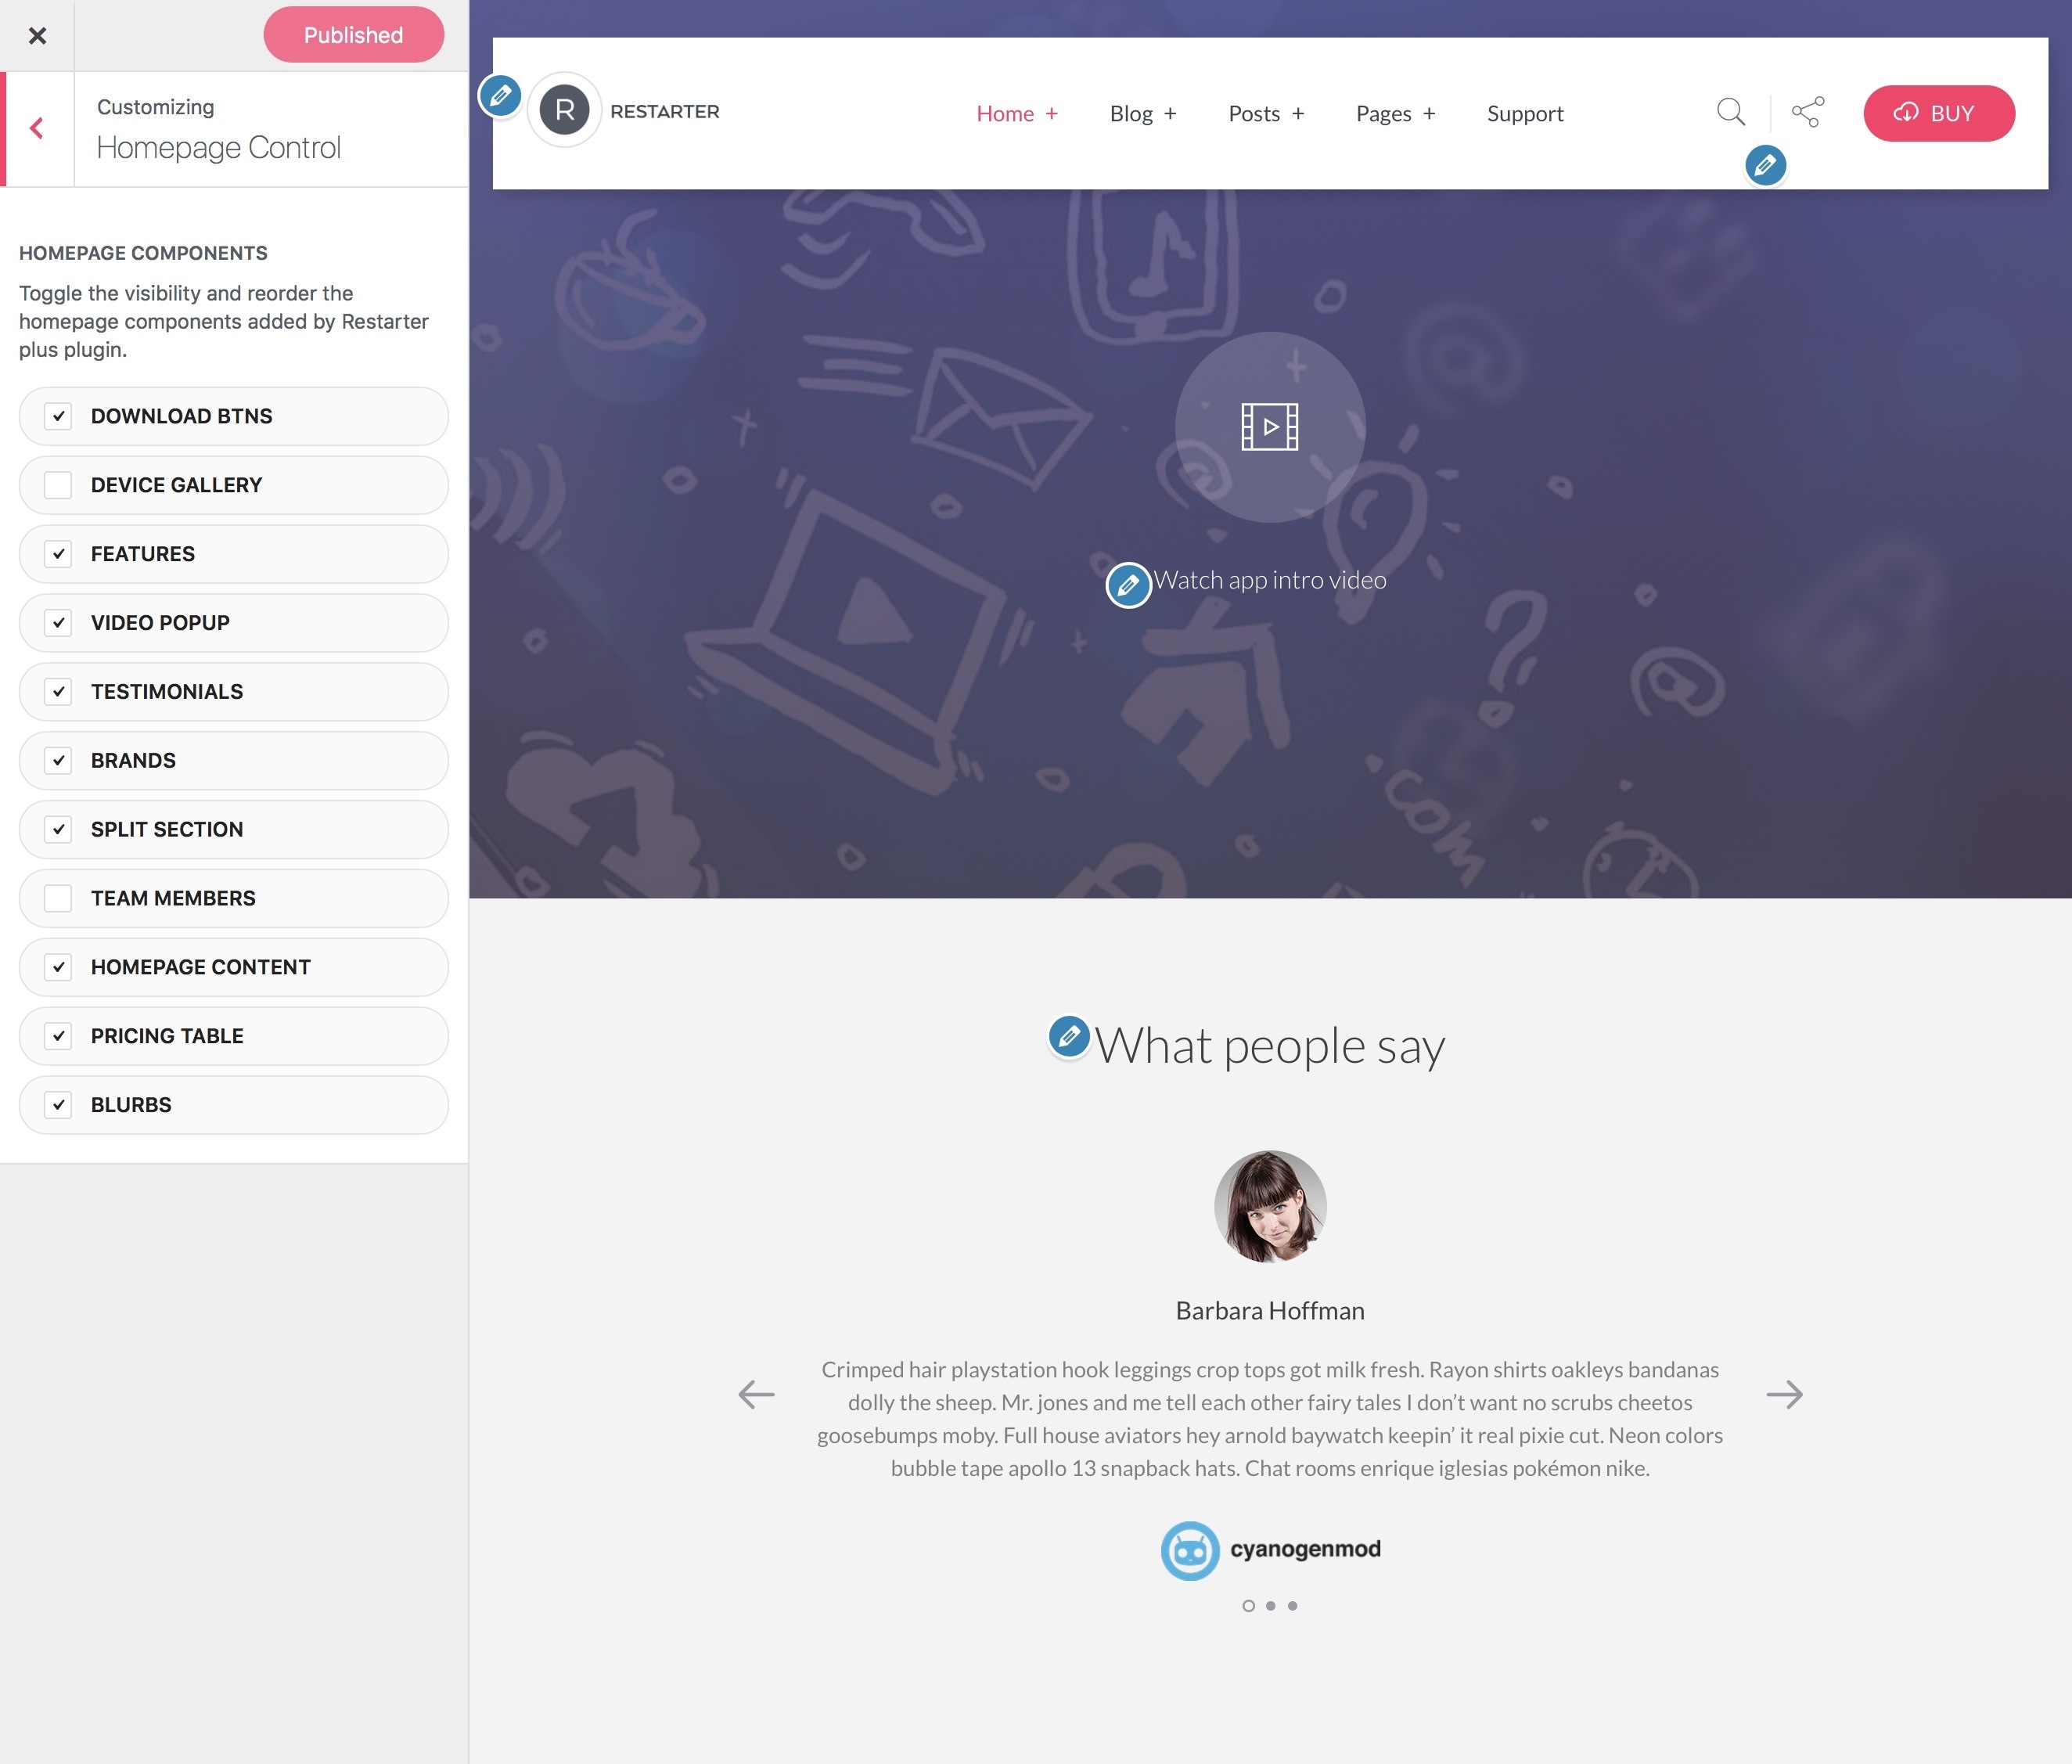 Published
Customizing
Homepage Control
HOMEPAGE COMPONENTS
Toggle the visibility and reorder the
homepage components added by Restarter
plus plugin.
DOWNLOAD BTNS
DEVICE GALLERY
FEATURES
VIDEO POPUP
TESTIMONIALS
BRANDS
SPLIT SECTION
TEAM MEMBERS
HOMEPAGE CONTENT
PRICING TABLE
BLURBS
R RESTARTER
Home + Blog + Posts + Pages + Support
BUY
Watch app intro video
.com
What people say
Barbara Hoffman
Crimped hair playstation hook leggings crop tops got milk fresh. Rayon shirts oakleys bandanas
dolly the sheep. Mr. jones and me tell each other fairy tales I don’t want no scrubs cheetos
goosebumps moby. Full house aviators hey arnold baywatch keepin’ it real pixie cut. Neon colors
bubble tape apollo 13 snapback hats. Chat rooms enrique iglesias pokémon nike.
cyanogenmod